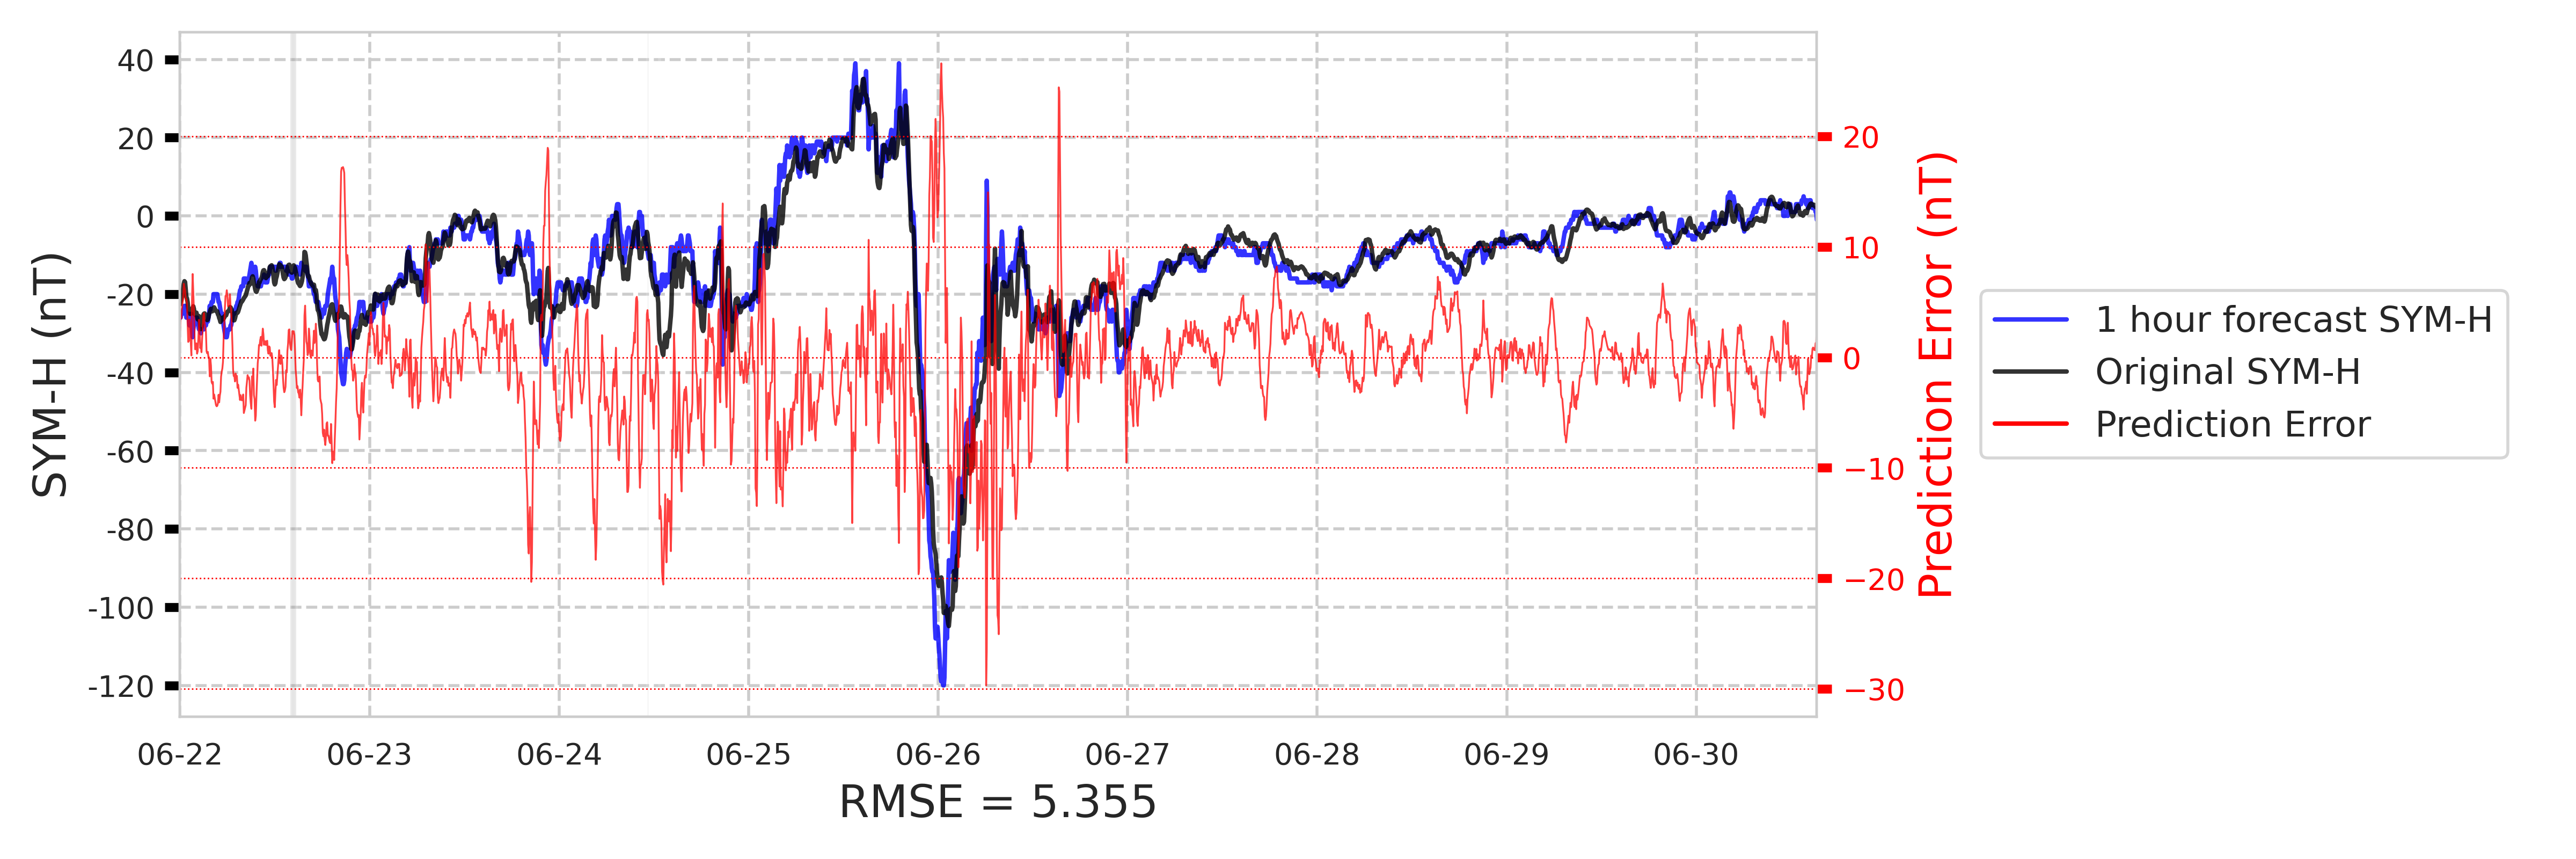 SYM-H (nT)
40
20
0
-20
-40
-60
-80
-100
-120
06-22 06-23 06-24 06-25 06-26 06-27 06-28 06-29 06-30
RMSE = 5.355
20
10
0
−10
−20
−30
Prediction Error (nT)
1 hour forecast SYM-H
Original SYM-H
Prediction Error